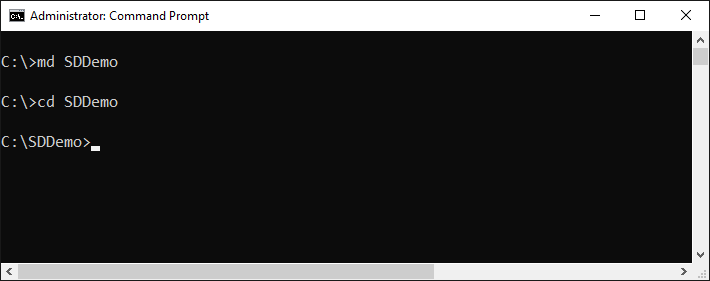 Administrator: Command Prompt
C:\>md SDDemo
C:\>cd SDDemo
C:\SDDemo>